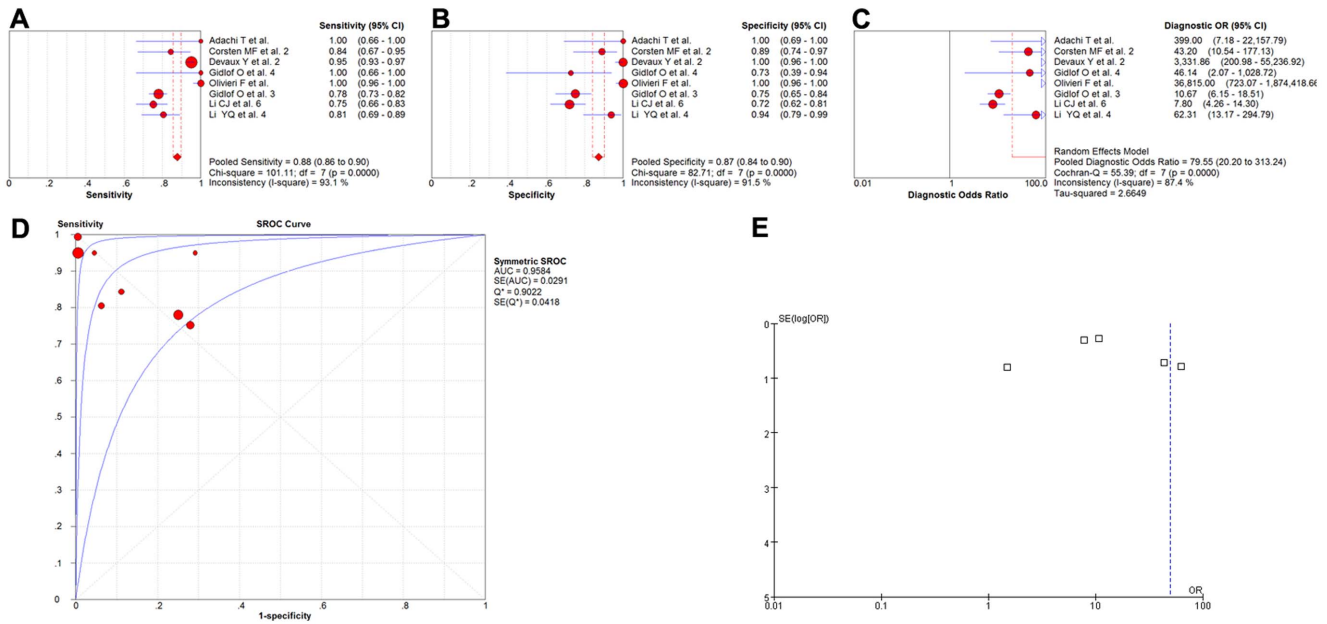 A
Sensitivity (95% CI)
Adachi T et al. 1.00 (0.66 - 1.00)
Corsten MF et al. 2 0.84 (0.67 - 0.95)
Devaux Y et al. 2 0.95 (0.93 - 0.97)
Gidlof O et al. 4 1.00 (0.66 - 1.00)
Olivieri F et al. 1.00 (0.96 - 1.00)
Gidlof O et al. 3 0.78 (0.73 - 0.82)
Li CJ et al. 6 0.75 (0.66 - 0.83)
Li YQ et al. 4 0.81 (0.69 - 0.89)
Pooled Sensitivity = 0.88 (0.86 to 0.90)
Chi-square = 101.11; df = 7 (p = 0.0000)
Inconsistency (I-square) = 93.1 %
0 .2 .4 .6 .8 1
Sensitivity
B
Specificity (95% CI)
Adachi T et al. 1.00 (0.69 - 1.00)
Corsten MF et al. 2 0.89 (0.74 - 0.97)
Devaux Y et al. 2 1.00 (0.96 - 1.00)
Gidlof O et al. 4 0.73 (0.39 - 0.94)
Olivieri F et al. 1.00 (0.96 - 1.00)
Gidlof O et al. 3 0.75 (0.65 - 0.84)
Li CJ et al. 6 0.72 (0.62 - 0.81)
Li YQ et al. 4 0.94 (0.79 - 0.99)
Pooled Specificity = 0.87 (0.84 to 0.90)
Chi-square = 82.71; df = 7 (p = 0.0000)
Inconsistency (I-square) = 91.5 %
0 .2 .4 .6 .8 1
Specificity
C
Diagnostic OR (95% CI)
Adachi T et al. 399.00 (7.18 - 22,157.79)
Corsten MF et al. 2 43.20 (10.54 - 177.13)
Devaux Y et al. 2 3,331.86 (200.98 - 55,236.92)
Gidlof O et al. 4 46.14 (2.07 - 1,028.72)
Olivieri F et al. 36,815.00 (723.07 - 1,874,418.66
Gidlof O et al. 3 10.67 (6.15 - 18.51)
Li CJ et al. 6 7.80 (4.26 - 14.30)
Li YQ et al. 4 62.31 (13.17 - 294.79)
Random Effects Model
Pooled Diagnostic Odds Ratio = 79.55 (20.20 to 313.24)
Cochran-Q = 55.39; df = 7 (p = 0.0000)
Inconsistency (I-square) = 87.4 %
Tau-squared = 2.6649
0.01 1 100.0
Diagnostic Odds Ratio
D
Sensitivity
SROC Curve
1
.9
.8
.7
.6
.5
.4
.3
.2
.1
0
0 .2 .4 .6 .8 1
1-specificity
Symmetric SROC
AUC = 0.9584
SE(AUC) = 0.0291
Q* = 0.9022
SE(Q*) = 0.0418
E
SE(log[OR])
0
1
2
3
4
5
OR
0.01 0.1 1 10 100